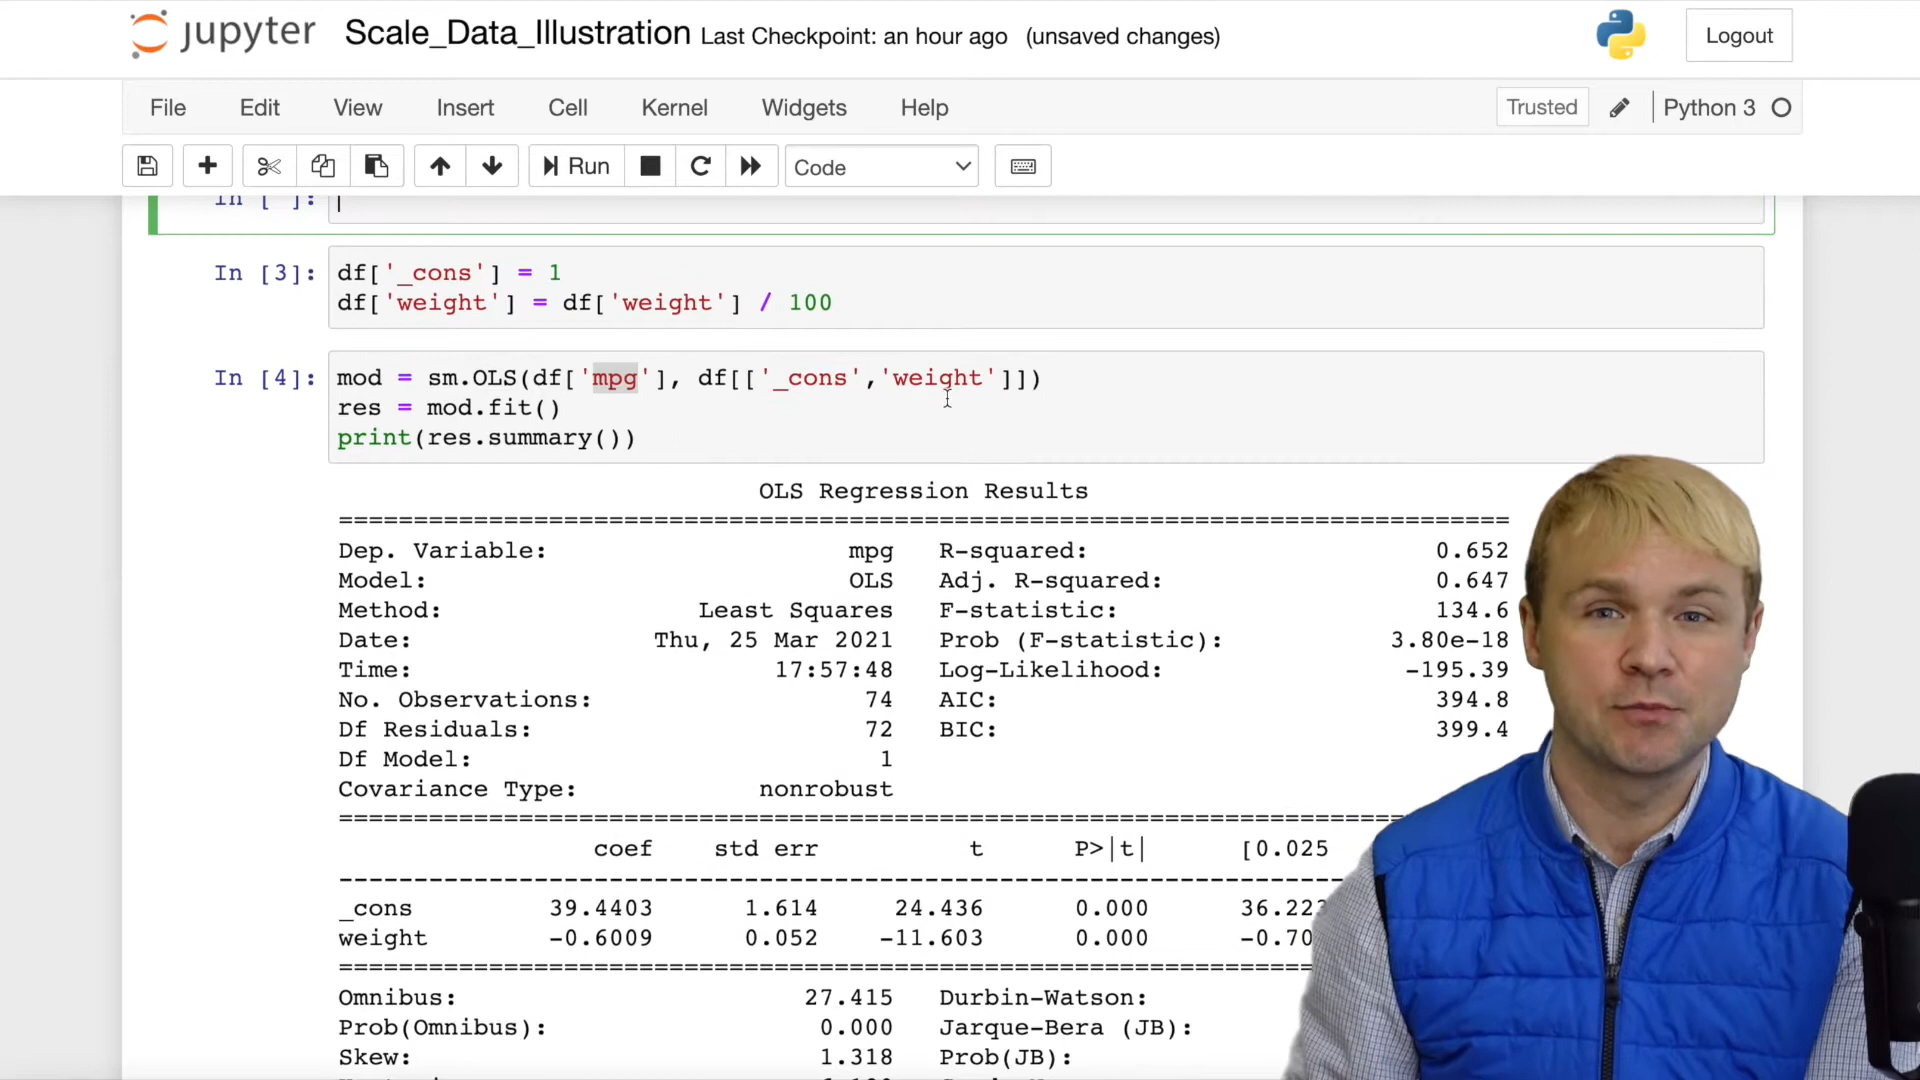 jupyter Scale_Data_Illustration Last Checkpoint: an hour ago (unsaved changes) Logout
File Edit View Insert Cell Kernel Widgets Help Trusted Python 3
Run Code
In [ ]:
In [3]: df['_cons'] = 1
df['weight'] = df['weight'] / 100
In [4]: mod = sm.OLS(df['mpg'], df[['_cons','weight']])
res = mod.fit()
print(res.summary())
OLS Regression Results
==============================================================================
Dep. Variable: mpg R-squared: 0.652
Model: OLS Adj. R-squared: 0.647
Method: Least Squares F-statistic: 134.6
Date: Thu, 25 Mar 2021 Prob (F-statistic): 3.80e-18
Time: 17:57:48 Log-Likelihood: -195.39
No. Observations: 74 AIC: 394.8
Df Residuals: 72 BIC: 399.4
Df Model: 1
Covariance Type: nonrobust
coef std err t P>|t| [0.025
_cons 39.4403 1.614 24.436 0.000 36.223
weight -0.6009 0.052 -11.603 0.000 -0.70
Omnibus: 27.415 Durbin-Watson:
Prob(Omnibus): 0.000 Jarque-Bera (JB):
Skew: 1.318 Prob(JB):